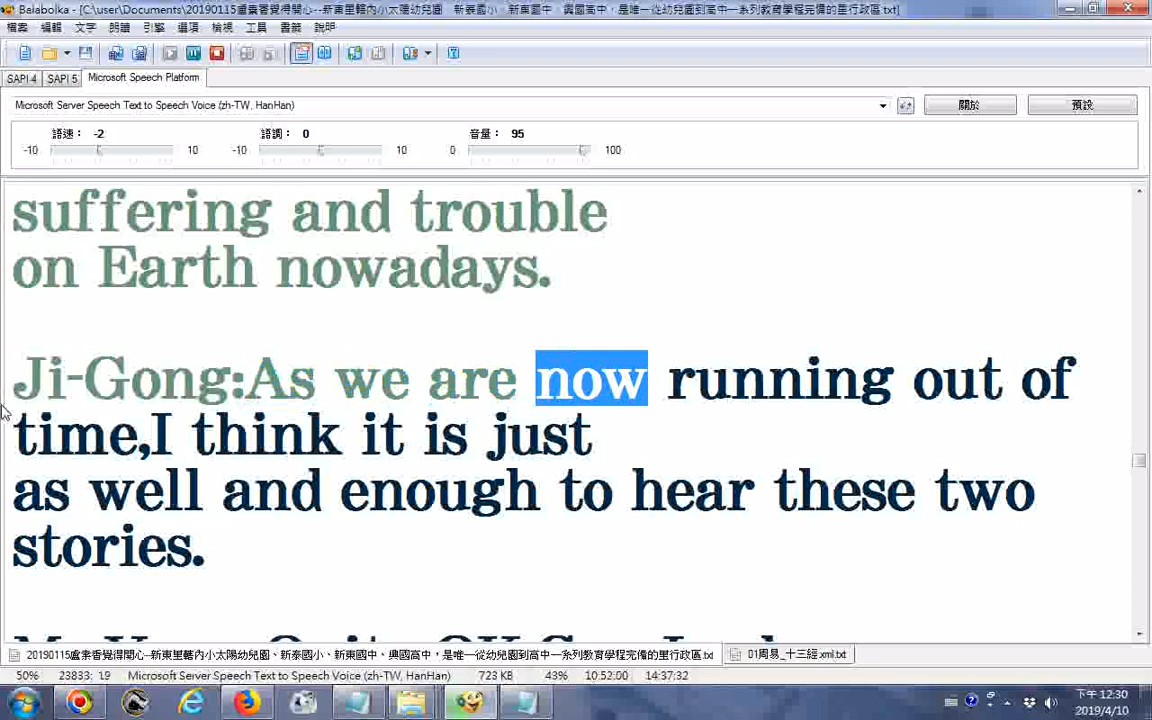 Balabolka - [C:\user\Documents\20190115盧素香覺得開心--新東里轄內小太陽幼兒園、新泰國小、新東國中、興國高中，是唯一從幼兒園到高中一系列教育學程完備的里行政區.txt]
檔案 編輯 文字 朗讀 引擎 選項 檢視 工具 書籤 說明
SAPI 4 SAPI 5 Microsoft Speech Platform
Microsoft Server Speech Text to Speech Voice (zh-TW, HanHan) 關於 預設
語速： -2 語調： 0 音量： 95
-10 10 -10 10 0 100
suffering and trouble
on Earth nowadays.
Ji-Gong:As we are now running out of
time,I think it is just
as well and enough to hear these two
stories.
20190115盧素香覺得開心--新東里轄內小太陽幼兒園、新泰國小、新東國中、興國高中，是唯一從幼兒園到高中一系列教育學程完備的里行政區.txt 01周易_十三經.xml.txt
50% 23833: 19 Microsoft Server Speech Text to Speech Voice (zh-TW, HanHan) 723 KB 43% 10:52:00 14:37:32
下午 12:30
2019/4/10